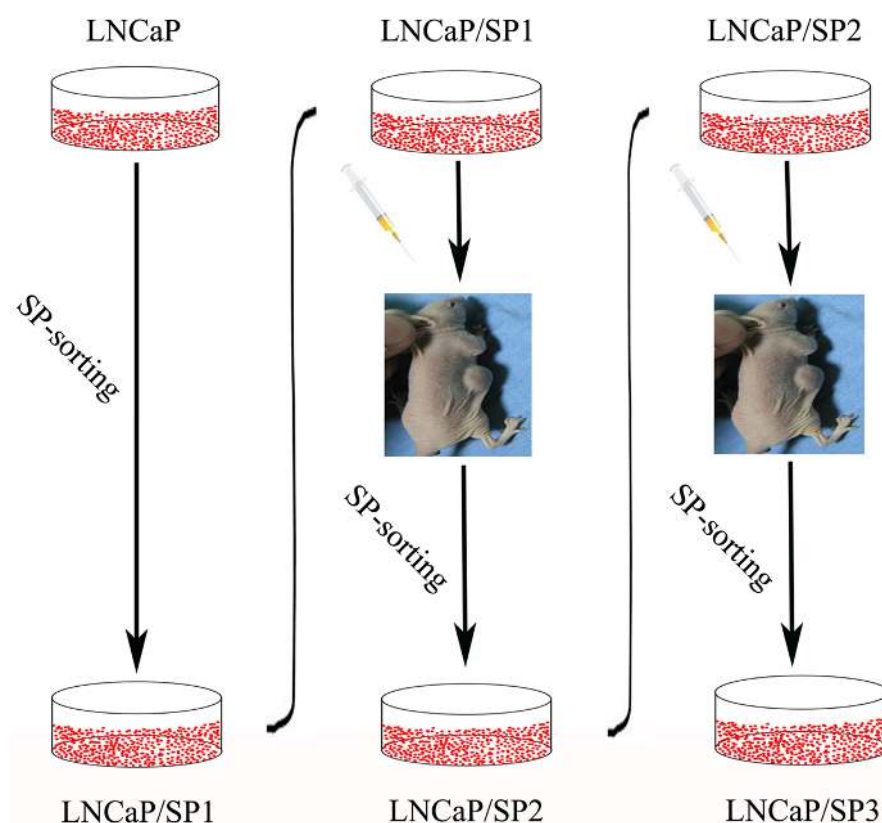 LNCaP
LNCaP/SP1
LNCaP/SP2
SP-sorting
SP-sorting
SP-sorting
LNCaP/SP1
LNCaP/SP2
LNCaP/SP3